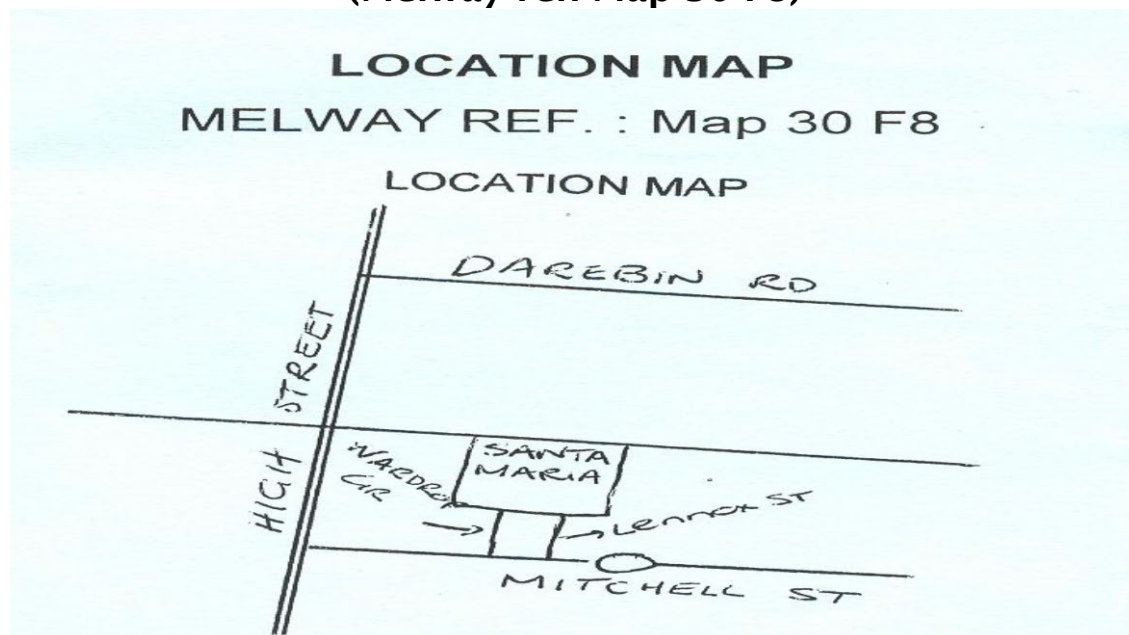 LOCATION MAP
MELWAY REF. : Map 30 F8
LOCATION MAP
DAREBIN RD
HIGH STREET
SANTA
MARIA
WARDROP
GR
Lennox ST
MITCHELL ST